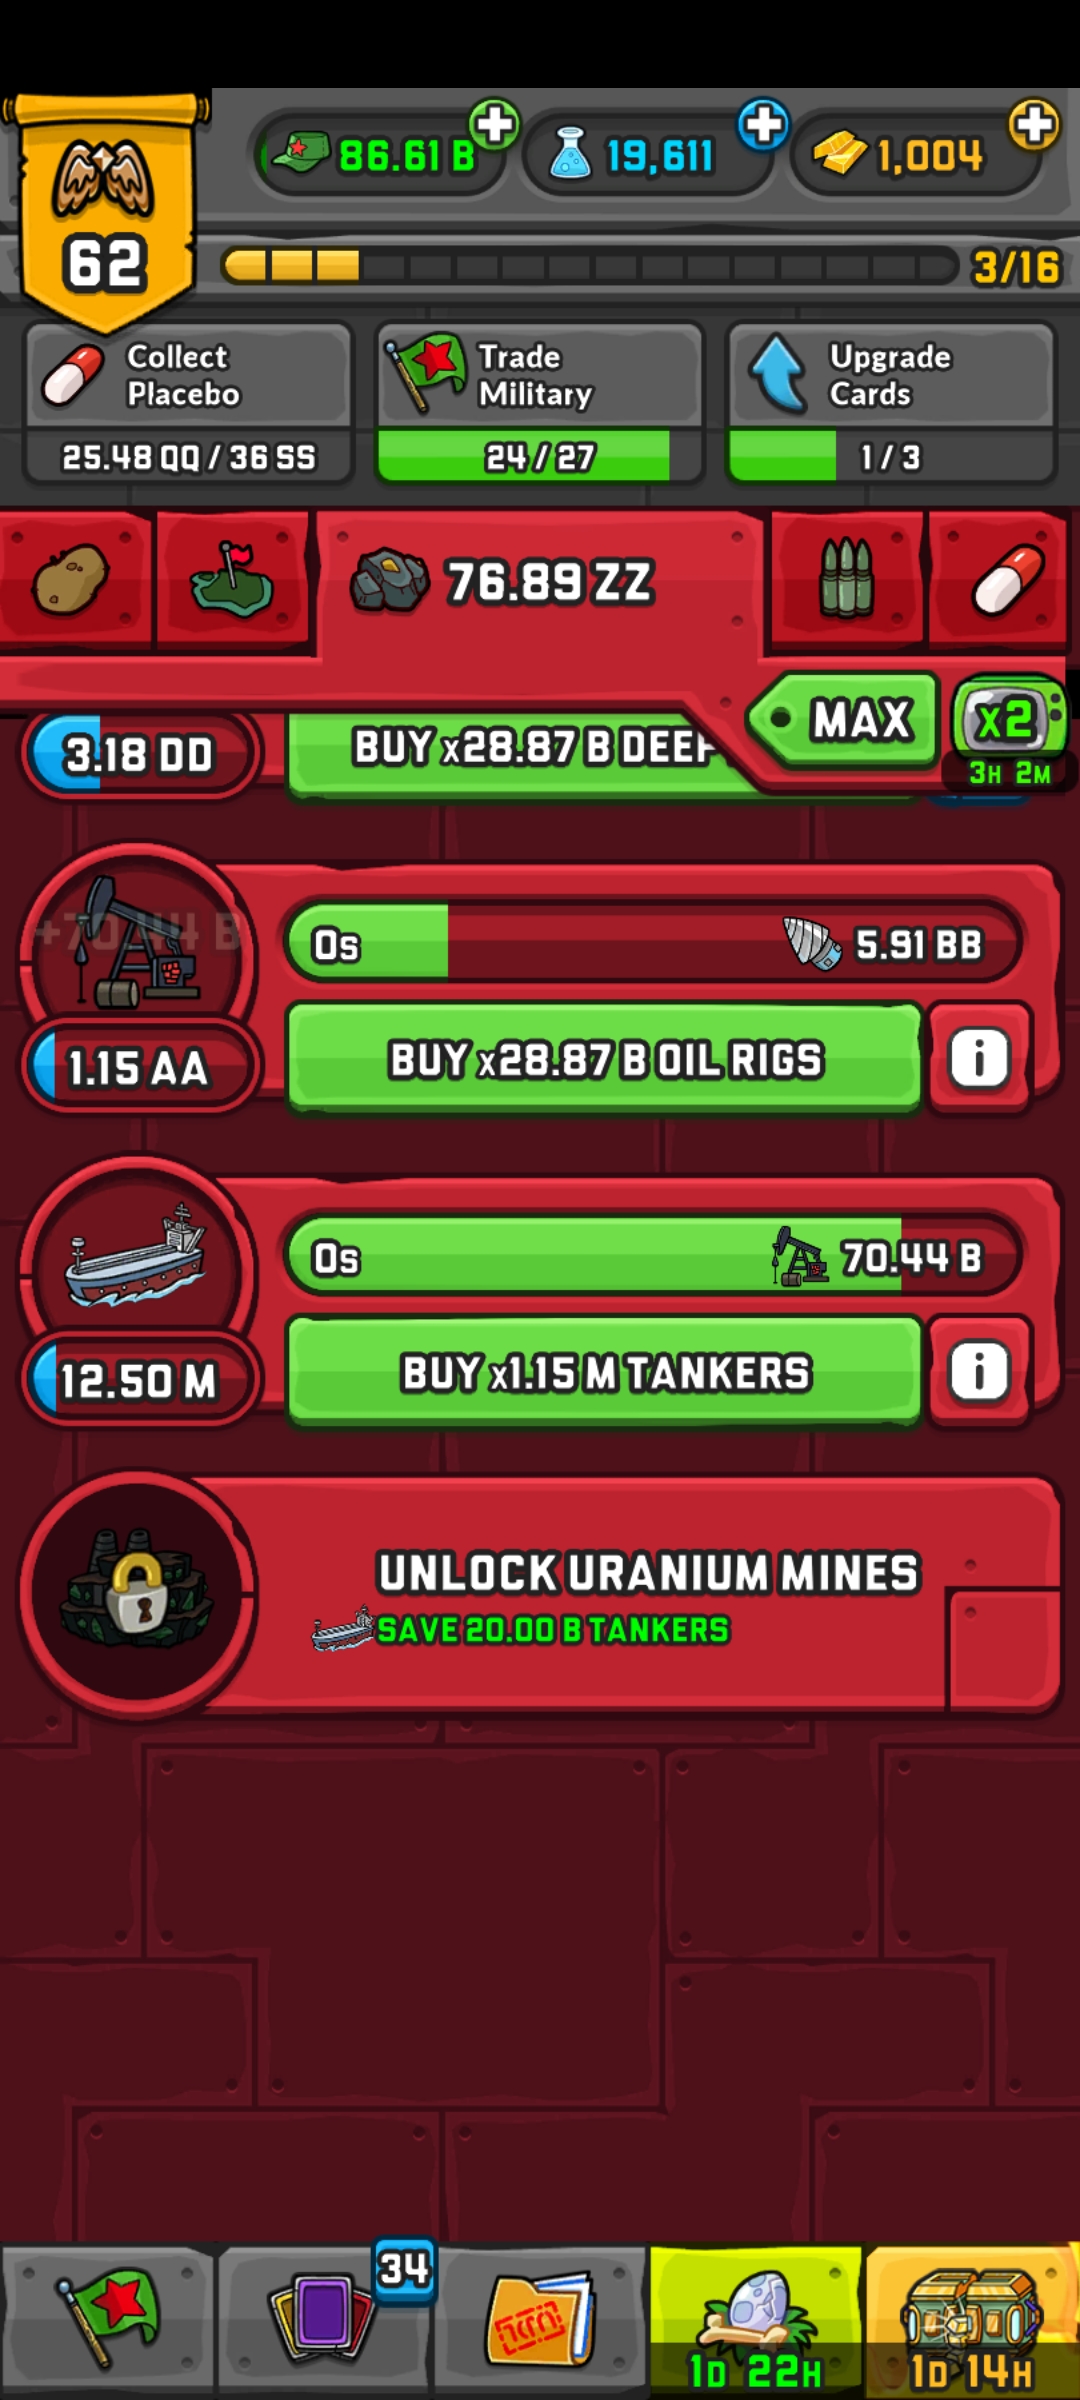 62
86.61 B
19,611
1,004
3/16
Collect
Placebo
25.48 QQ / 36 SS
Trade
Military
24 / 27
Upgrade
Cards
1 / 3
76.89 ZZ
MAX
x2
3H 2M
3.18 DD
BUY x28.87 B DEEP
+70.44 B
0s
5.91 BB
1.15 AA
BUY x28.87 B OIL RIGS
i
0s
70.44 B
12.50 M
BUY x1.15 M TANKERS
i
UNLOCK URANIUM MINES
SAVE 20.00 B TANKERS
34
1D 22H
1D 14H